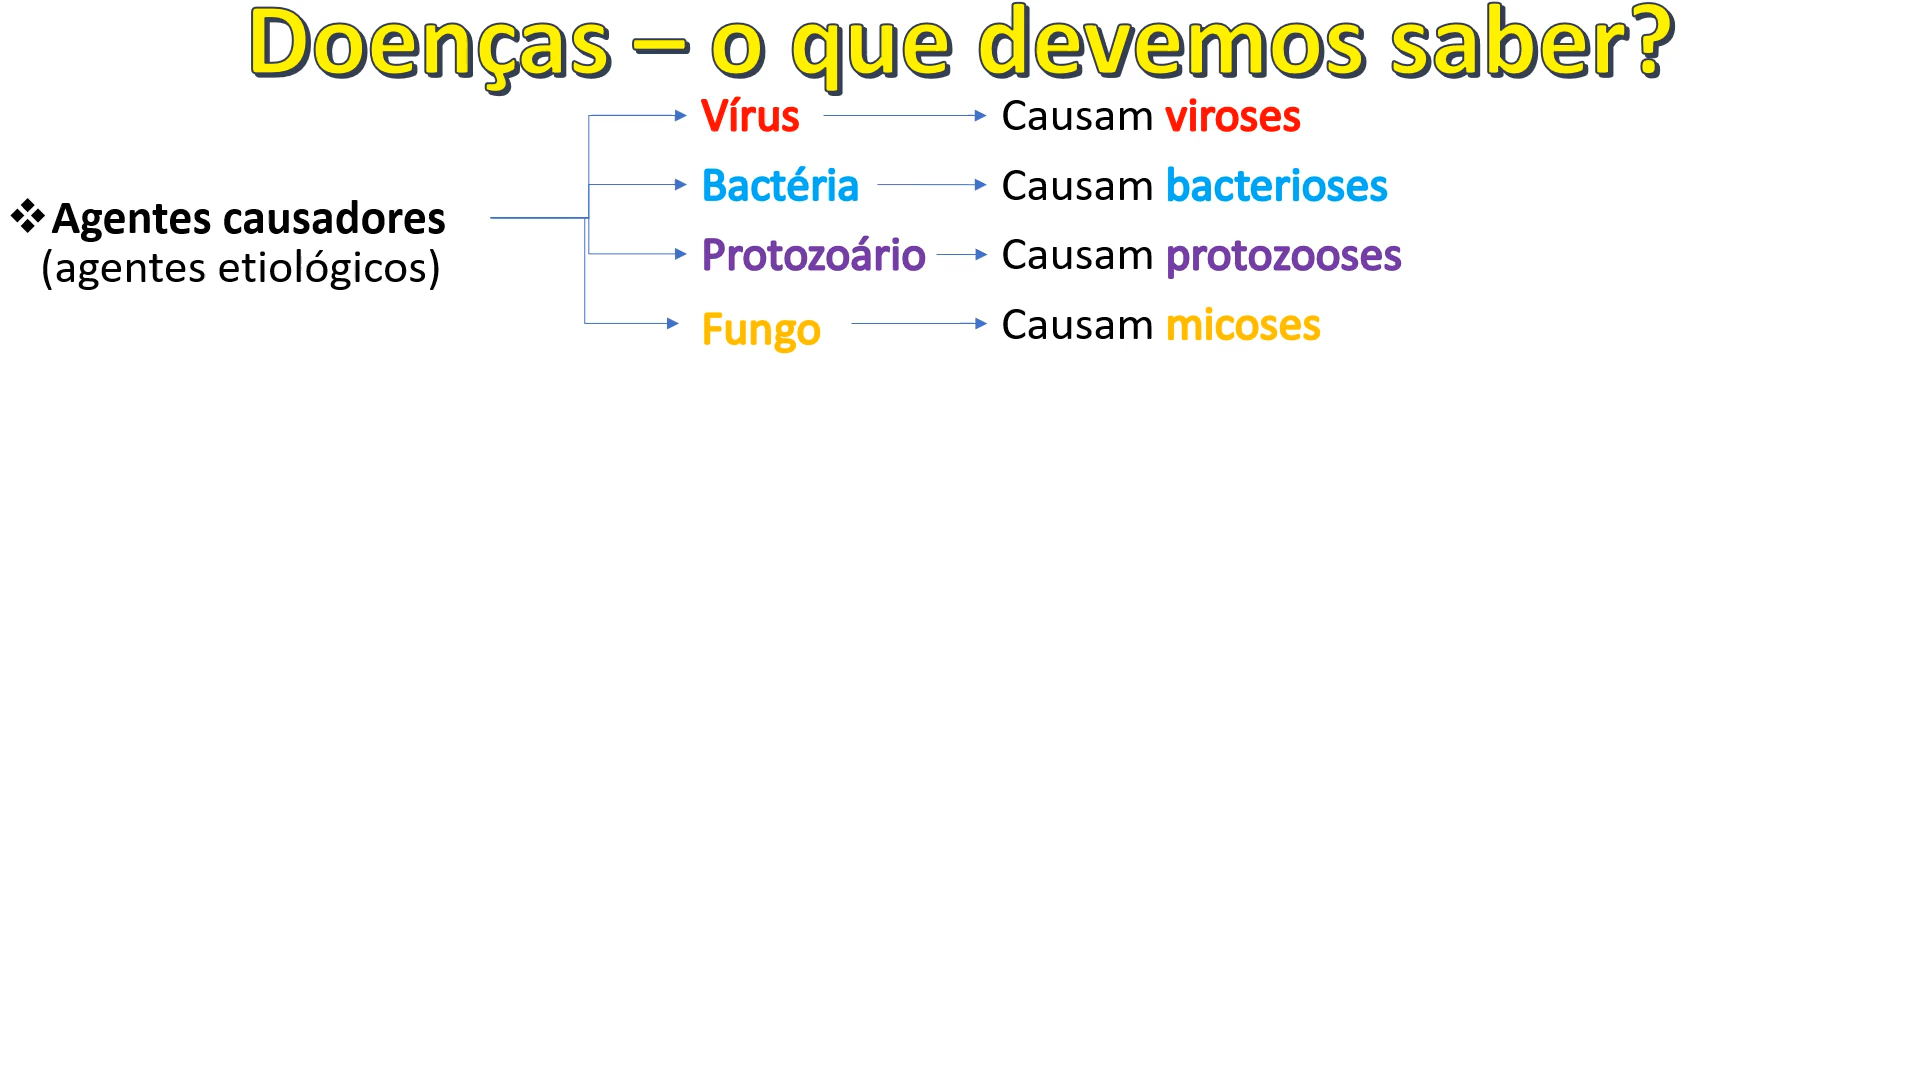 Doenças – o que devemos saber?
Vírus Causam viroses
Bactéria Causam bacterioses
❖Agentes causadores
(agentes etiológicos)
Protozoário Causam protozooses
Fungo Causam micoses